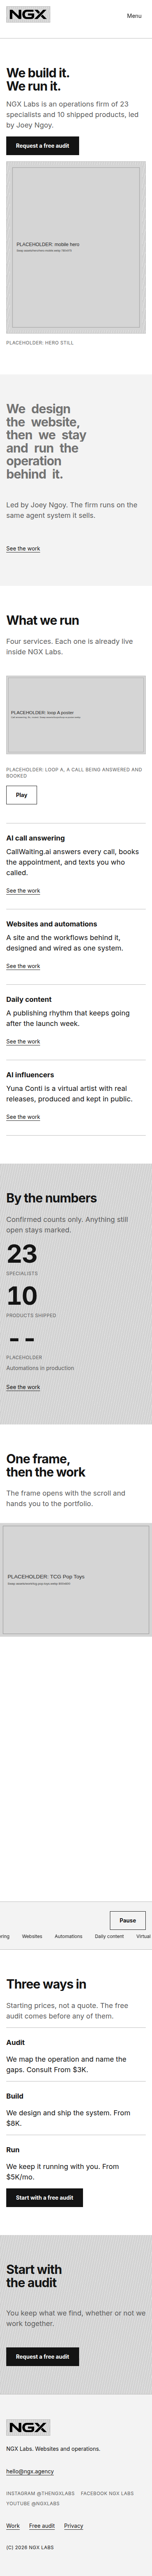 NGX
Menu
We build it.
We run it.
NGX Labs is an operations firm of 23
specialists and 10 shipped products, led
by Joey Ngoy.
Request a free audit
PLACEHOLDER: mobile hero
PLACEHOLDER: HERO STILL
We design
the website,
then we stay
and run the
operation
behind it.
Led by Joey Ngoy. The firm runs on the
same agent system it sells.
See the work
What we run
Four services. Each one is already live
inside NGX Labs.
PLACEHOLDER: loop A poster
PLACEHOLDER: LOOP A, A CALL BEING ANSWERED AND
BOOKED
Play
AI call answering
CallWaiting.ai answers every call, books
the appointment, and texts you who
called.
See the work
Websites and automations
A site and the workflows behind it,
designed and wired as one system.
See the work
Daily content
A publishing rhythm that keeps going
after the launch week.
See the work
AI influencers
Yuna Conti is a virtual artist with real
releases, produced and kept in public.
See the work
By the numbers
Confirmed counts only. Anything still
open stays marked.
23
SPECIALISTS
10
PRODUCTS SHIPPED
--
PLACEHOLDER
Automations in production
See the work
One frame,
then the work
The frame opens with the scroll and
hands you to the portfolio.
PLACEHOLDER: TCG Pop Toys
Pause
ring Websites Automations Daily content Virtual
Three ways in
Starting prices, not a quote. The free
audit comes before any of them.
Audit
We map the operation and name the
gaps. Consult From $3K.
Build
We design and ship the system. From
$8K.
Run
We keep it running with you. From
$5K/mo.
Start with a free audit
Start with
the audit
You keep what we find, whether or not we
work together.
Request a free audit
NGX
NGX Labs. Websites and operations.
hello@ngx.agency
INSTAGRAM @THENGXLABS FACEBOOK NGX LABS
YOUTUBE @NGXLABS
Work Free audit Privacy
(C) 2026 NGX LABS